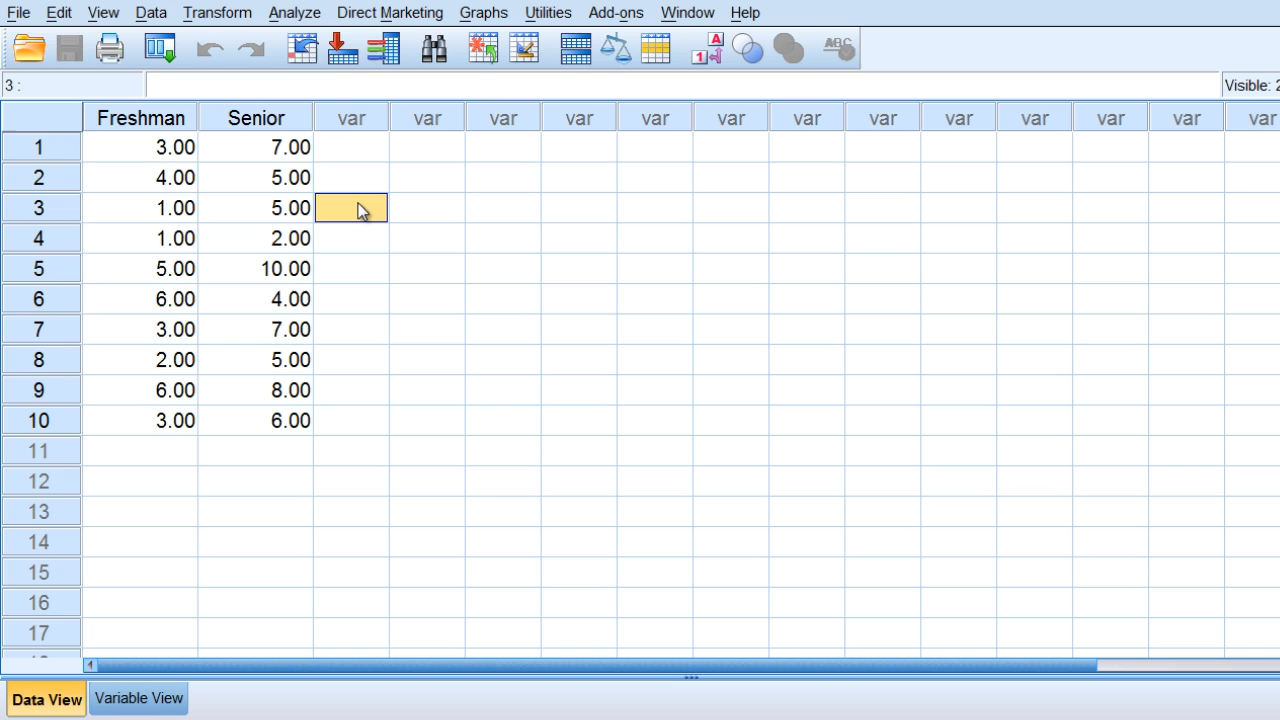 File Edit View Data Transform Analyze Direct Marketing Graphs Utilities Add-ons Window Help
A
1
ABC
3 :
Visible: 2
Freshman Senior var var var var var var var var var var var var var
1 3.00 7.00
2 4.00 5.00
3 1.00 5.00
4 1.00 2.00
5 5.00 10.00
6 6.00 4.00
7 3.00 7.00
8 2.00 5.00
9 6.00 8.00
10 3.00 6.00
11
12
13
14
15
16
17
Data View Variable View